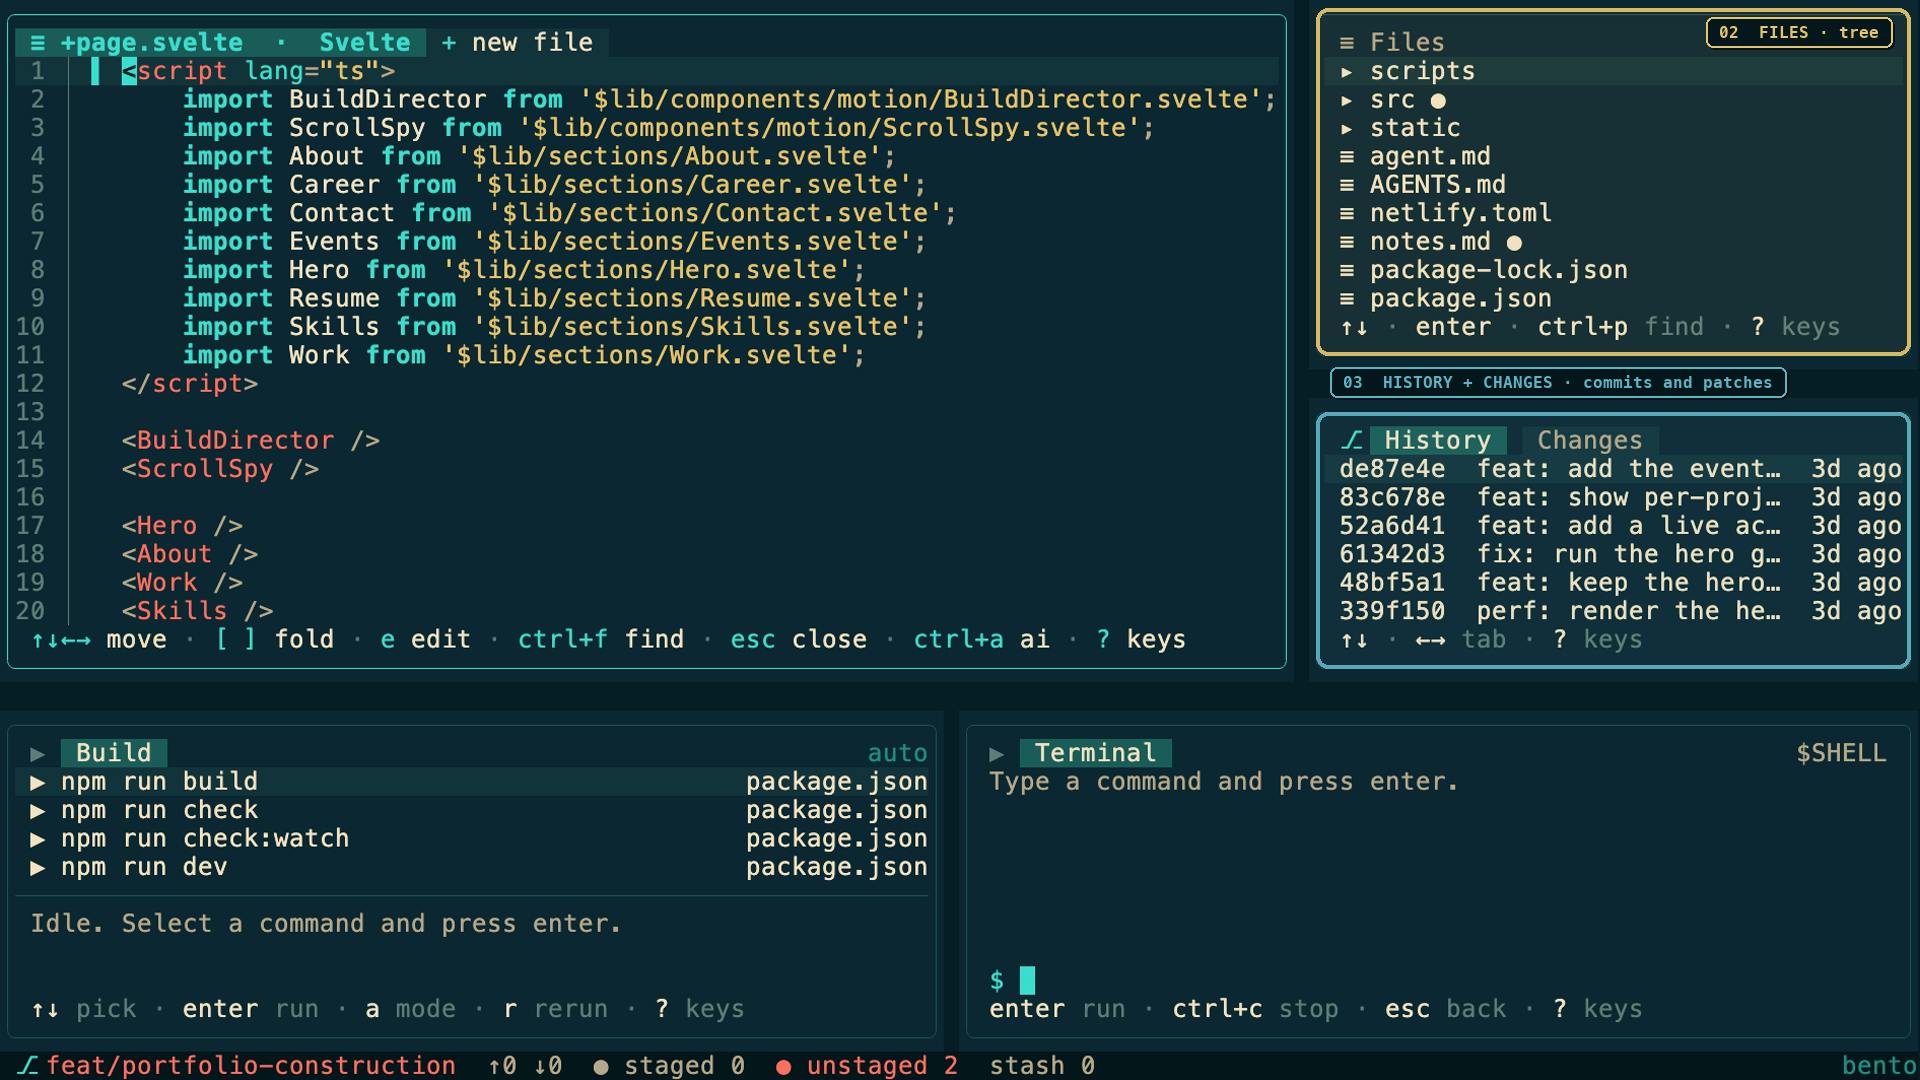 ≡ +page.svelte · Svelte + new file
1 <script lang="ts">
2 import BuildDirector from '$lib/components/motion/BuildDirector.svelte';
3 import ScrollSpy from '$lib/components/motion/ScrollSpy.svelte';
4 import About from '$lib/sections/About.svelte';
5 import Career from '$lib/sections/Career.svelte';
6 import Contact from '$lib/sections/Contact.svelte';
7 import Events from '$lib/sections/Events.svelte';
8 import Hero from '$lib/sections/Hero.svelte';
9 import Resume from '$lib/sections/Resume.svelte';
10 import Skills from '$lib/sections/Skills.svelte';
11 import Work from '$lib/sections/Work.svelte';
12 </script>
13
14 <BuildDirector />
15 <ScrollSpy />
16
17 <Hero />
18 <About />
19 <Work />
20 <Skills />
↑↓←→ move · [ ] fold · e edit · ctrl+f find · esc close · ctrl+a ai · ? keys
≡ Files
02 FILES · tree
▸ scripts
▸ src ●
▸ static
≡ agent.md
≡ AGENTS.md
≡ netlify.toml
≡ notes.md ●
≡ package-lock.json
≡ package.json
↑↓ · enter · ctrl+p find · ? keys
03 HISTORY + CHANGES · commits and patches
⎇ History Changes
de87e4e feat: add the event… 3d ago
83c678e feat: show per-proj… 3d ago
52a6d41 feat: add a live ac… 3d ago
61342d3 fix: run the hero g… 3d ago
48bf5a1 feat: keep the hero… 3d ago
339f150 perf: render the he… 3d ago
↑↓ · ←→ tab · ? keys
▶ Build auto
▶ npm run build package.json
▶ npm run check package.json
▶ npm run check:watch package.json
▶ npm run dev package.json
Idle. Select a command and press enter.
↑↓ pick · enter run · a mode · r rerun · ? keys
▶ Terminal $SHELL
Type a command and press enter.
$
enter run · ctrl+c stop · esc back · ? keys
⎇ feat/portfolio-construction ↑0 ↓0 ● staged 0 ● unstaged 2 stash 0 bento